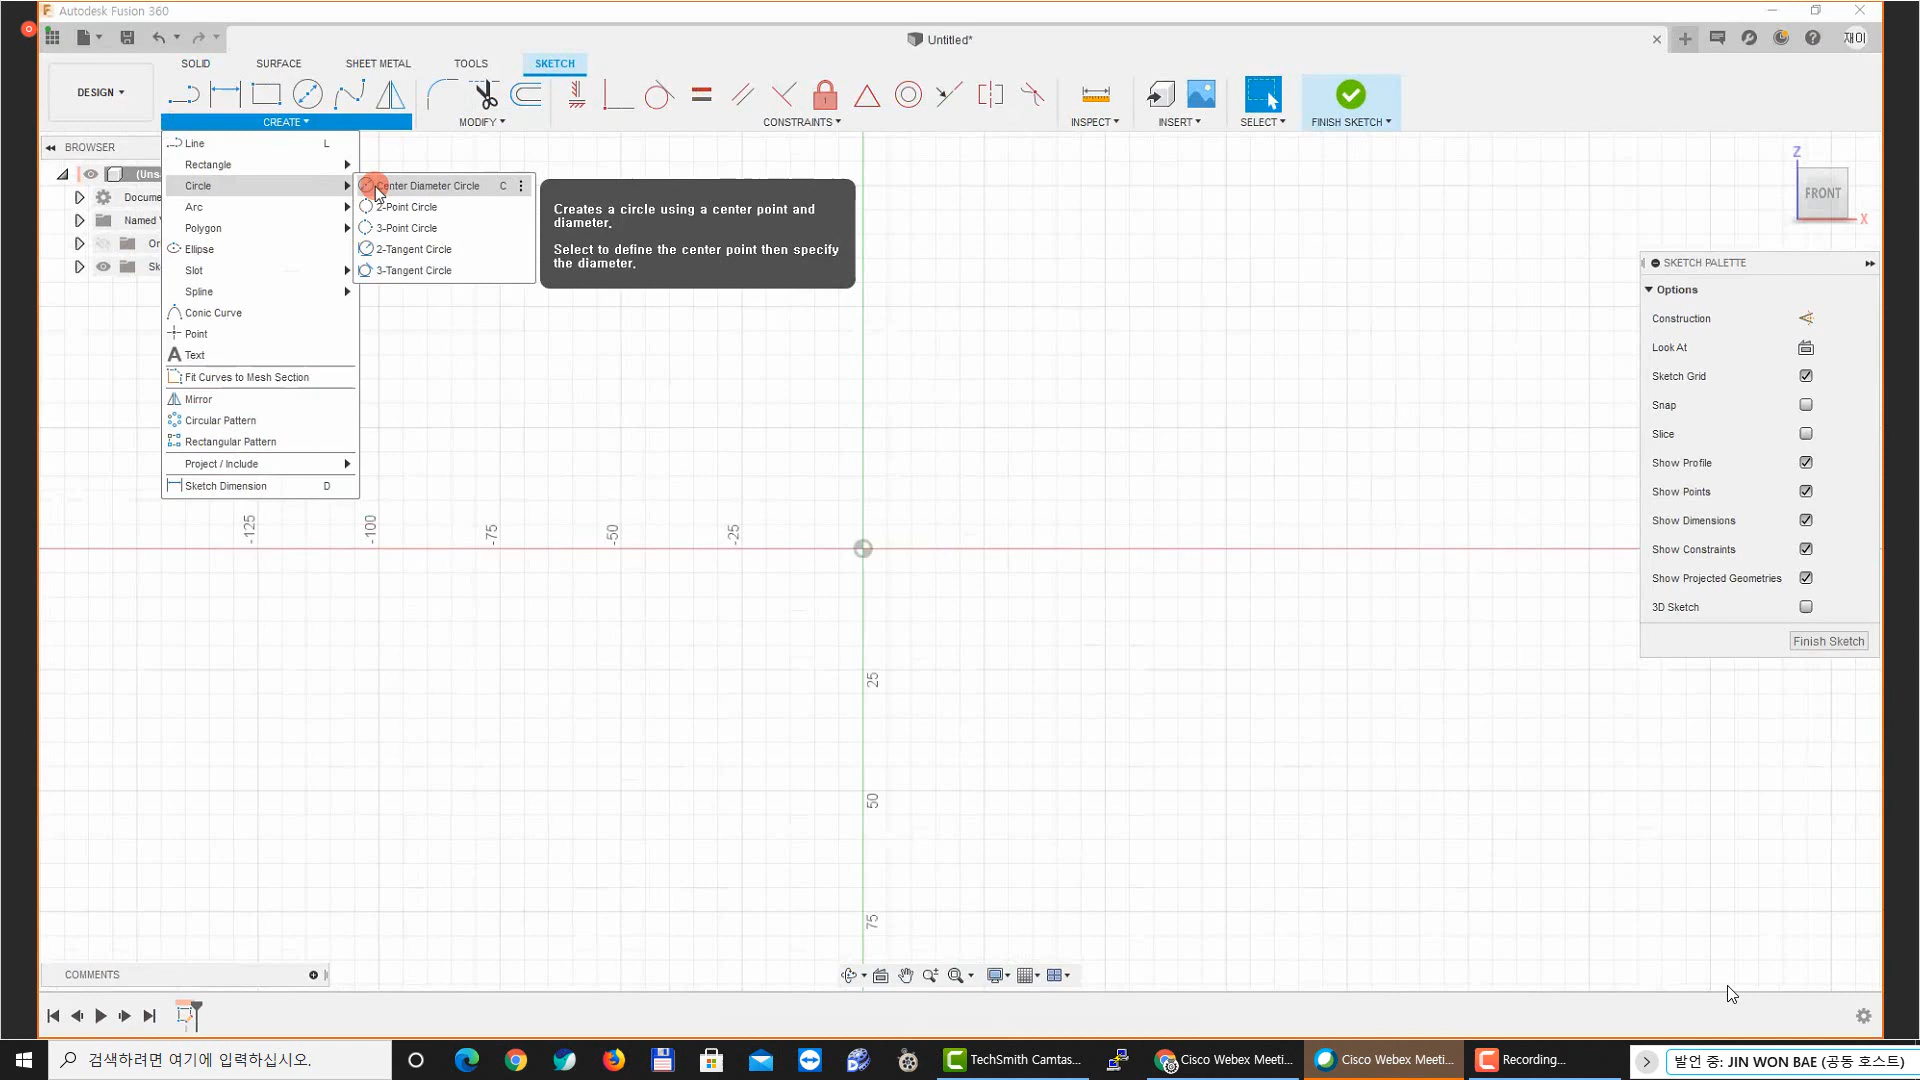 Autodesk Fusion 360
Untitled*
재이
SOLID
SURFACE
SHEET METAL
TOOLS
SKETCH
DESIGN
CREATE
MODIFY
CONSTRAINTS
INSPECT
INSERT
SELECT
FINISH SKETCH
BROWSER
(Uns
Docume
Named
Or
Sk
Line L
Rectangle
Circle
Arc
Polygon
Ellipse
Slot
Spline
Conic Curve
Point
Text
Fit Curves to Mesh Section
Mirror
Circular Pattern
Rectangular Pattern
Project / Include
Sketch Dimension D
Center Diameter Circle C
2-Point Circle
3-Point Circle
2-Tangent Circle
3-Tangent Circle
Creates a circle using a center point and
diameter.
Select to define the center point then specify
the diameter.
Z
FRONT
X
SKETCH PALETTE
Options
Construction
Look At
Sketch Grid
Snap
Slice
Show Profile
Show Points
Show Dimensions
Show Constraints
Show Projected Geometries
3D Sketch
Finish Sketch
-125
-100
-75
-50
-25
25
50
75
COMMENTS
검색하려면 여기에 입력하십시오.
TechSmith Camtas...
Cisco Webex Meeti...
Cisco Webex Meeti...
Recording...
발언 중: JIN WON BAE (공동 호스트)